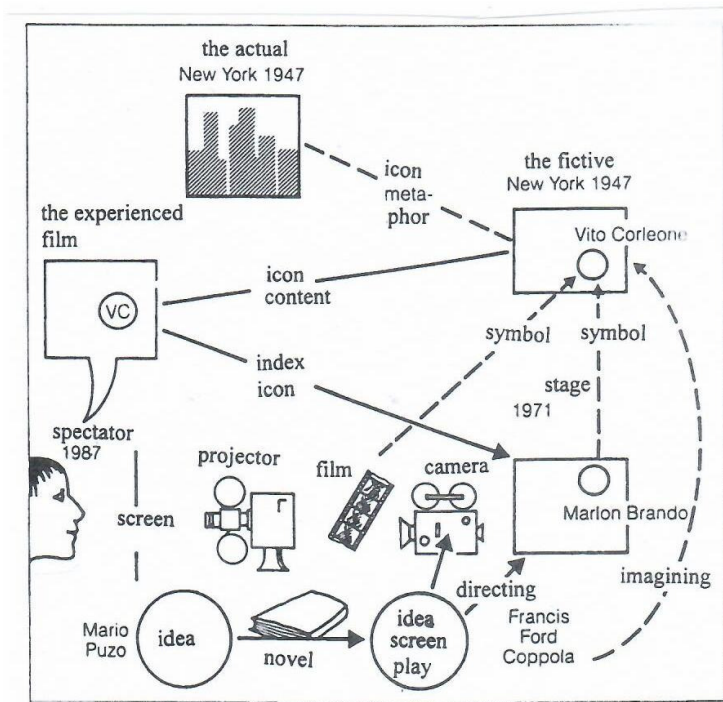 the actual
New York 1947
icon
meta-
phor
the fictive
New York 1947
Vito Corleone
the experienced
film
VC
icon
content
symbol
symbol
index
icon
stage
1971
spectator
1987
projector
film
camera
Marlon Brando
screen
imagining
directing
Mario
Puzo
idea
novel
idea
screen
play
Francis
Ford
Coppola